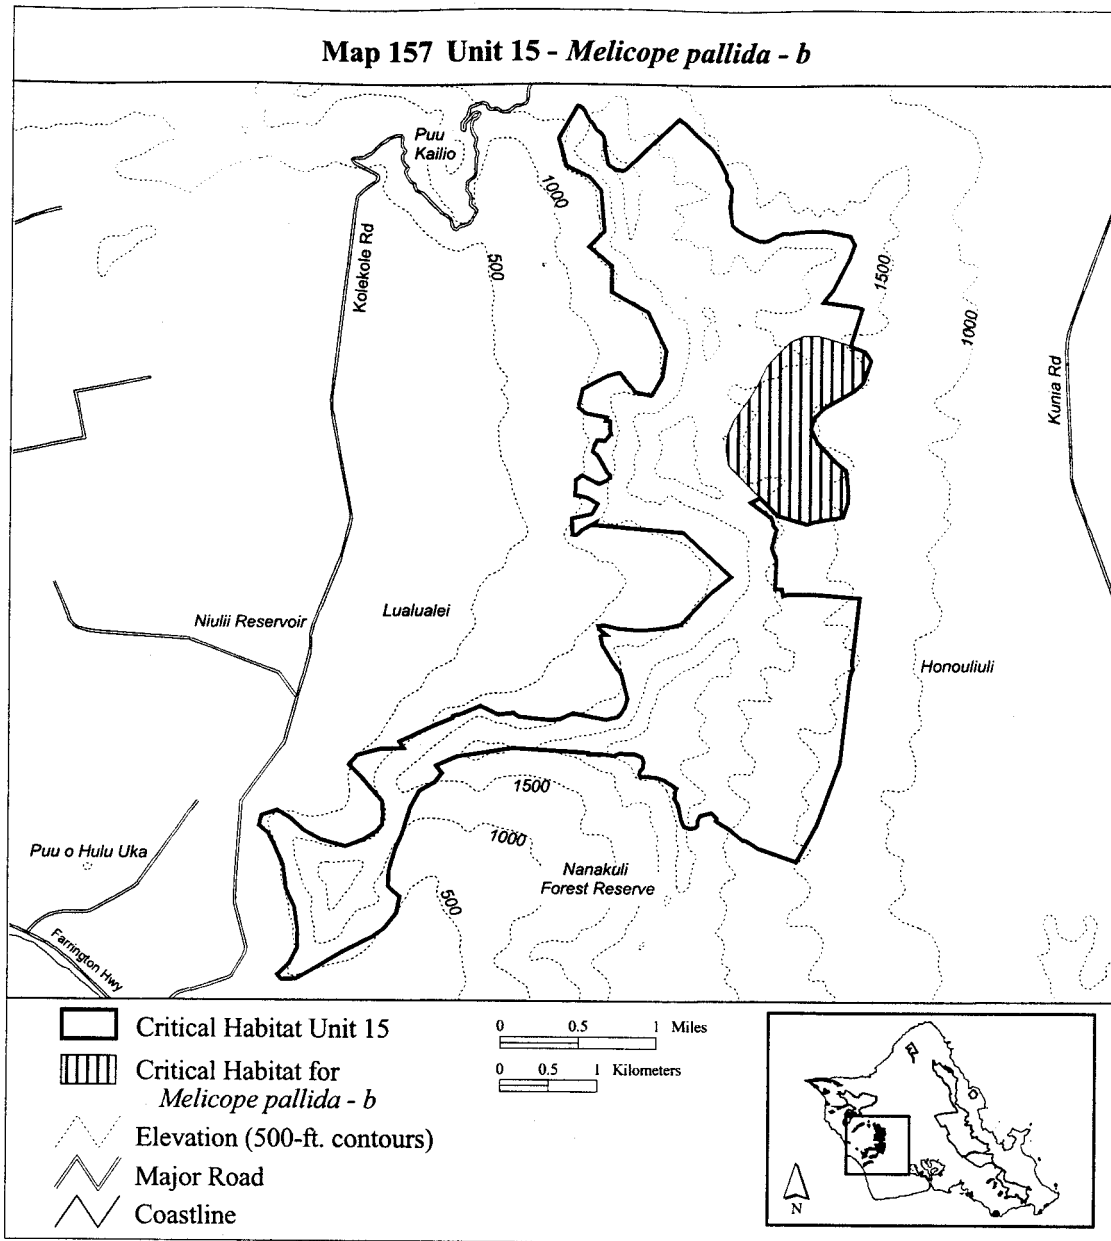 Map 157 Unit 15 - Melicope pallida - b
Puu
Kailio
1000
Kolekole Rd
500
1500
1000
Kunia Rd
Niulii Reservoir
Lualualei
Honouliuli
1500
1000
Puu o Hulu Uka
Nanakuli
Forest Reserve
500
Farrington Hwy
Critical Habitat Unit 15
Critical Habitat for
Melicope pallida - b
Elevation (500-ft. contours)
Major Road
Coastline
0 0.5 1 Miles
0 0.5 1 Kilometers
N